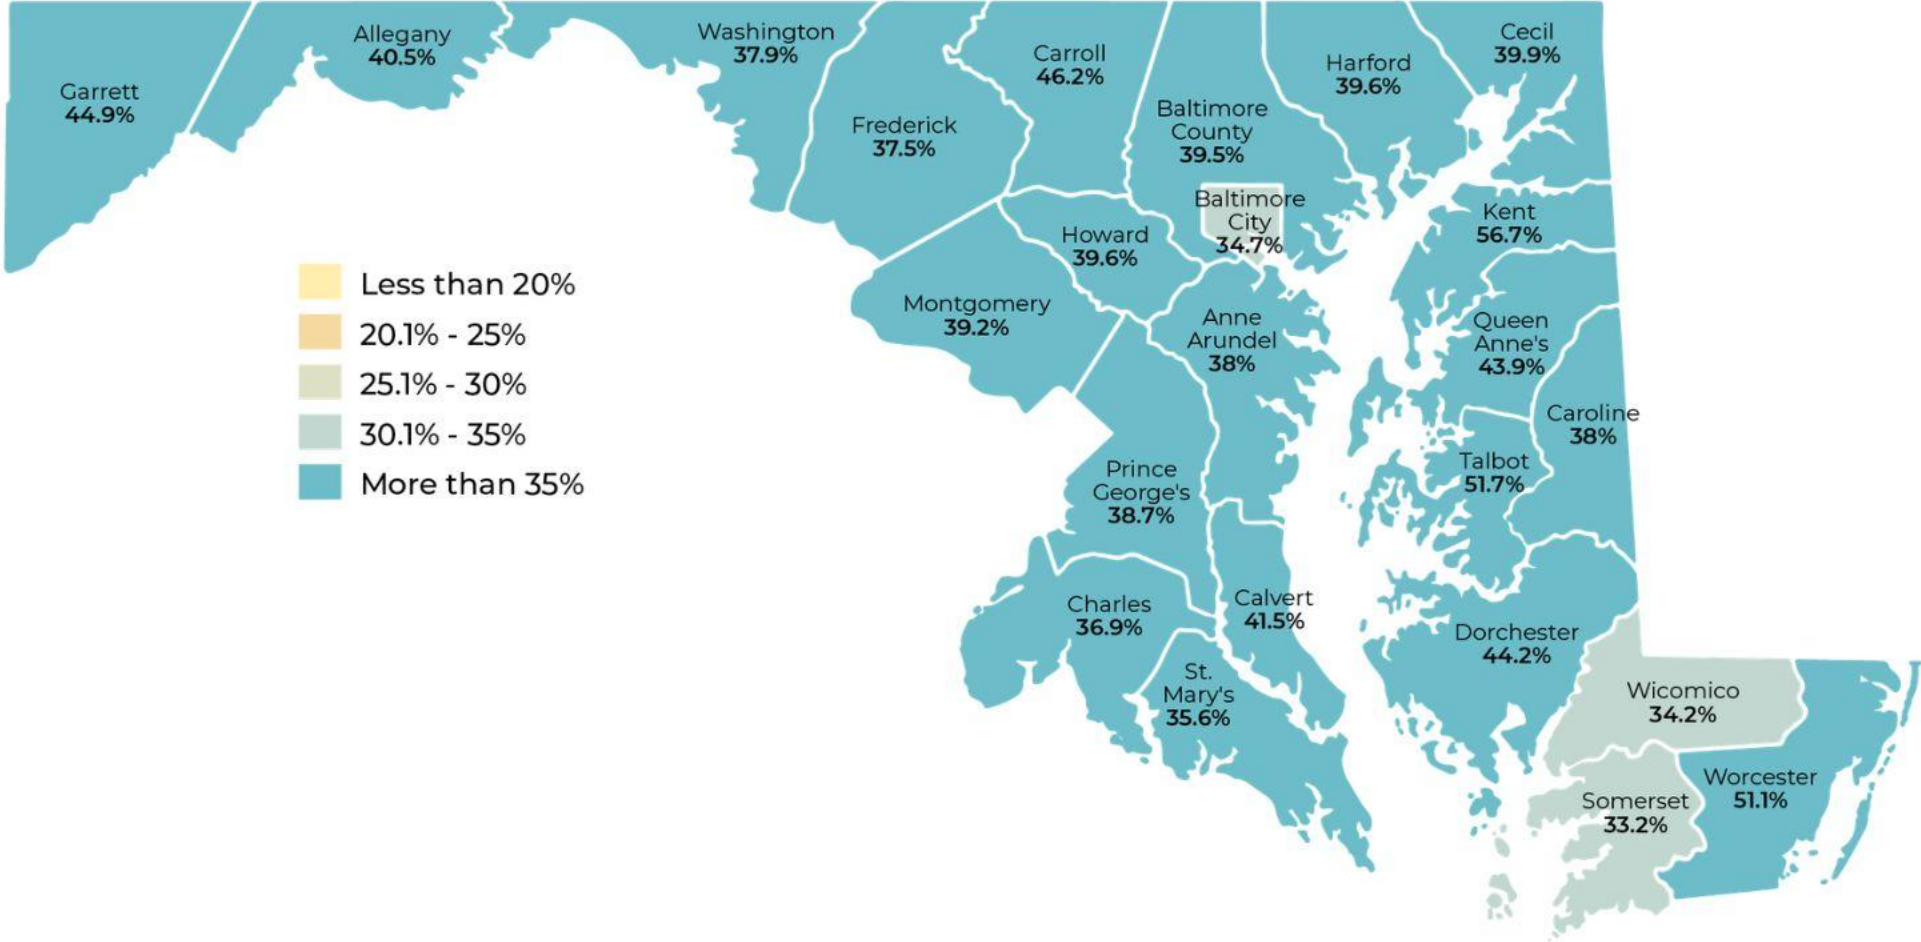 Garrett
44.9%
Allegany
40.5%
Washington
37.9%
Frederick
37.5%
Carroll
46.2%
Baltimore
County
39.5%
Harford
39.6%
Cecil
39.9%
Baltimore
City
34.7%
Howard
39.6%
Montgomery
39.2%
Anne
Arundel
38%
Kent
56.7%
Queen
Anne's
43.9%
Caroline
38%
Talbot
51.7%
Prince
George's
38.7%
Charles
36.9%
Calvert
41.5%
St.
Mary's
35.6%
Dorchester
44.2%
Wicomico
34.2%
Somerset
33.2%
Worcester
51.1%
Less than 20%
20.1% - 25%
25.1% - 30%
30.1% - 35%
More than 35%